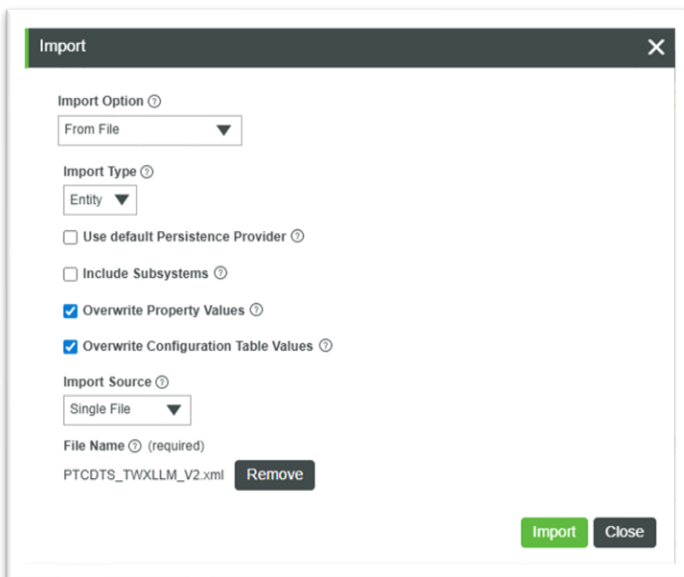 Import
Import Option
From File
Import Type
Entity
Use default Persistence Provider
Include Subsystems
Overwrite Property Values
Overwrite Configuration Table Values
Import Source
Single File
File Name (required)
PTCDTS_TWXLLM_V2.xml Remove
Import Close